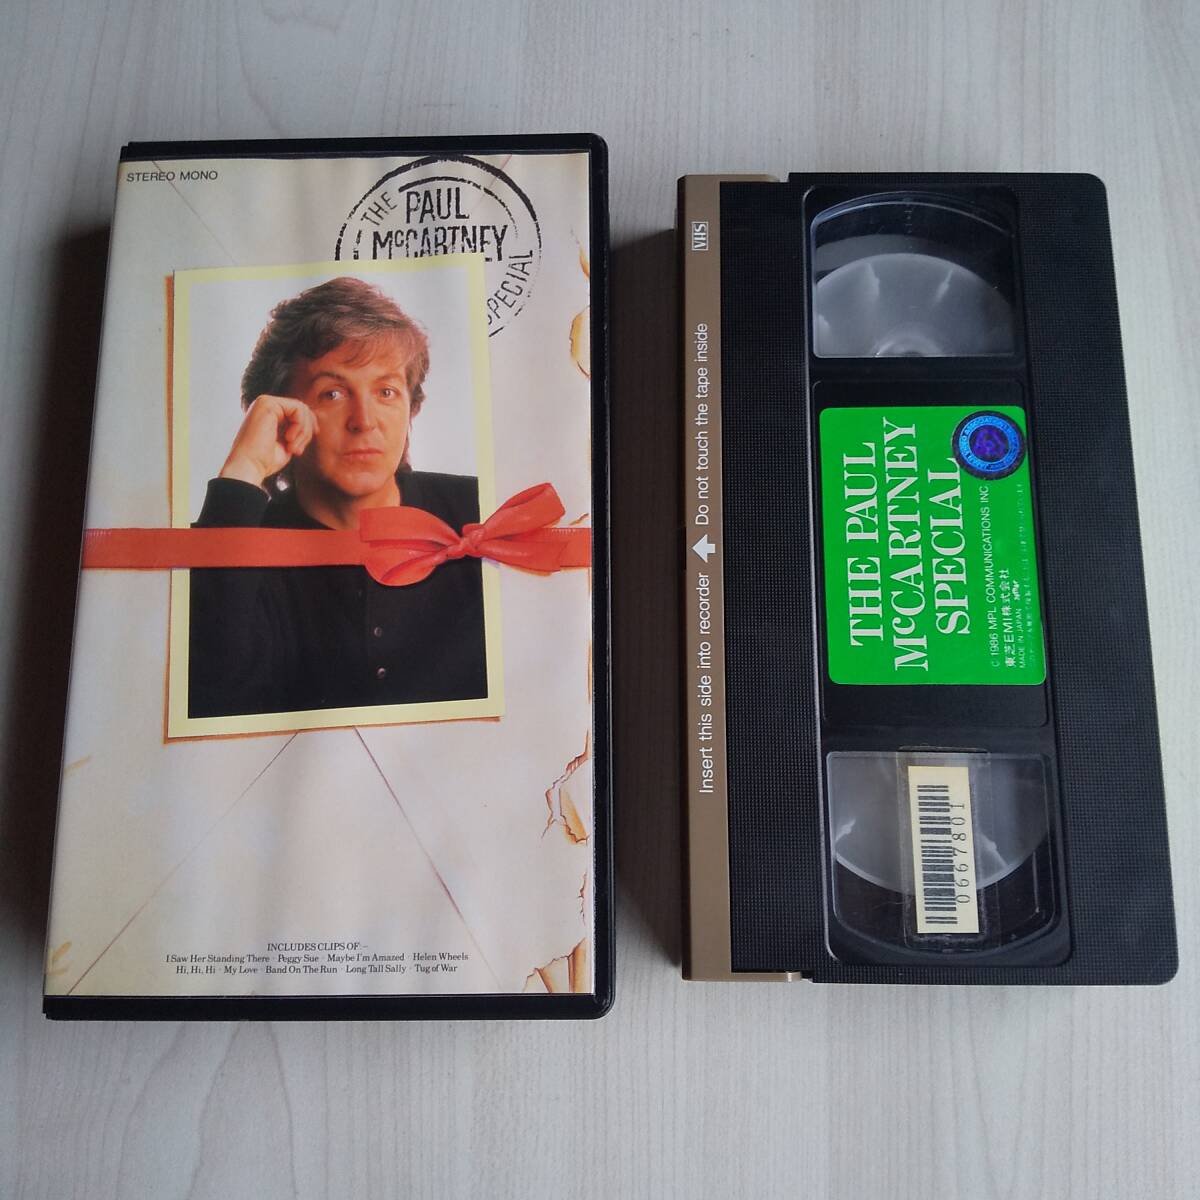 STEREO MONO
THE
PAUL
McCARTNEY
SPECIAL
INCLUDES CLIPS OF:–
I Saw Her Standing There · Peggy Sue · Maybe I'm Amazed · Helen Wheels
Hi, Hi, Hi · My Love · Band On The Run · Long Tall Sally · Tug of War
VHS
Insert this side into recorder
Do not touch the tape inside
THE PAUL
McCARTNEY
SPECIAL
© 1986 MPL COMMUNICATIONS INC.
東芝EMI株式会社
MADE IN JAPAN
0667801